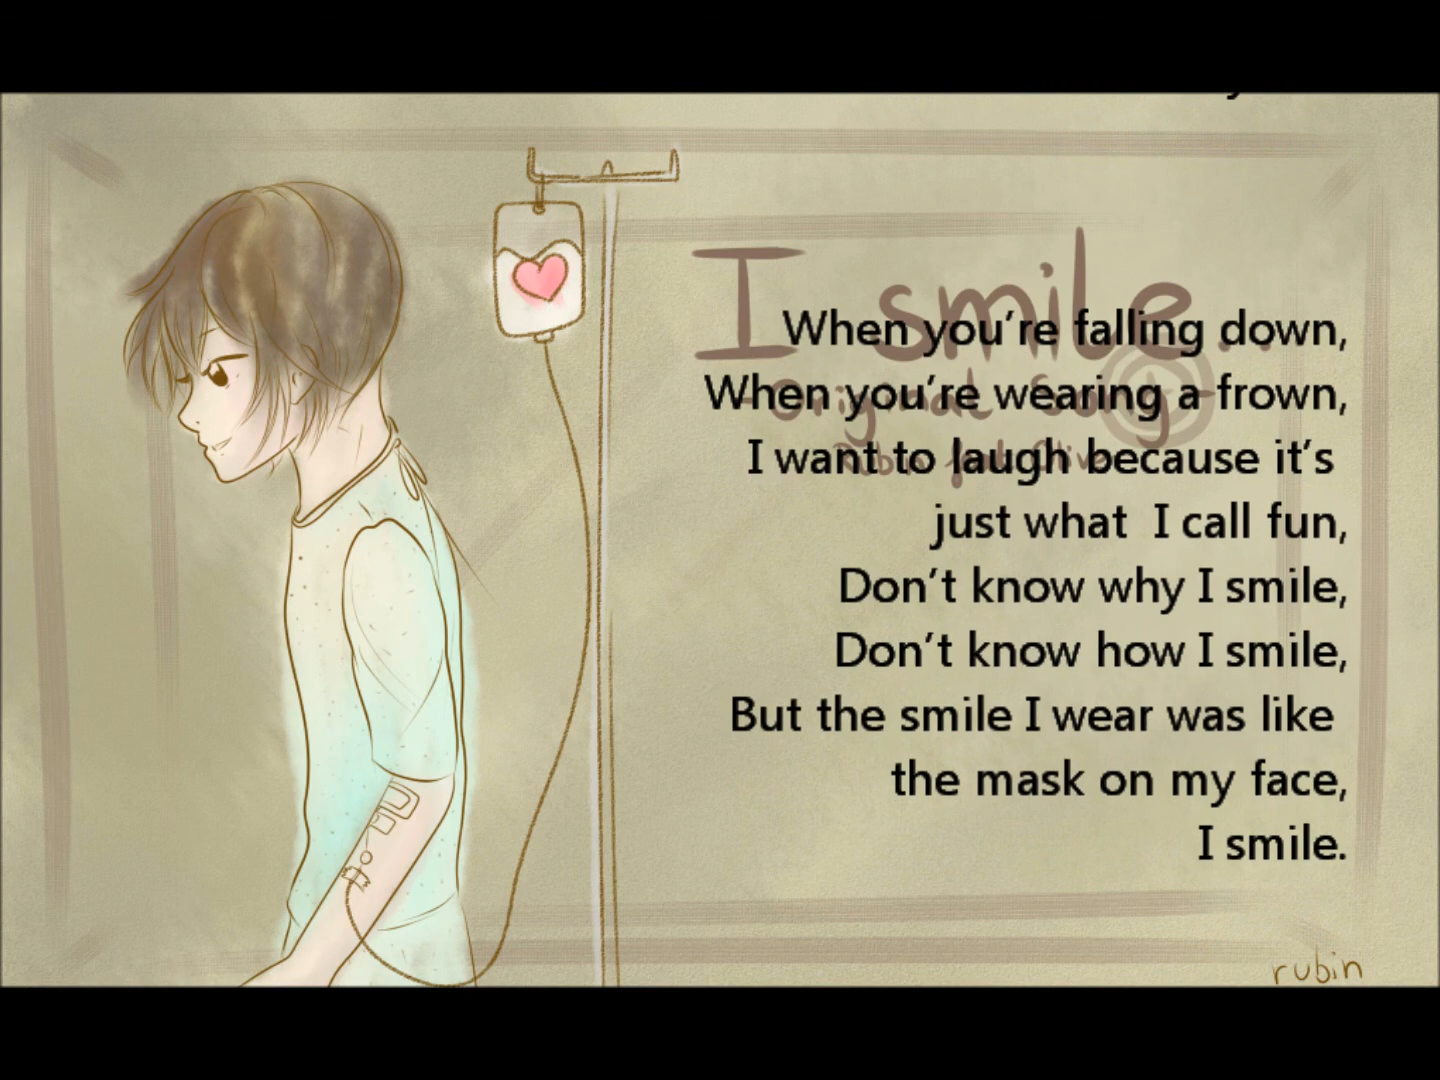 I smile..
When you're falling down,
When you're wearing a frown,
Original Song
I want to laugh because it's
just what I call fun,
Don't know why I smile,
Don't know how I smile,
But the smile I wear was like
the mask on my face,
I smile.
rubin